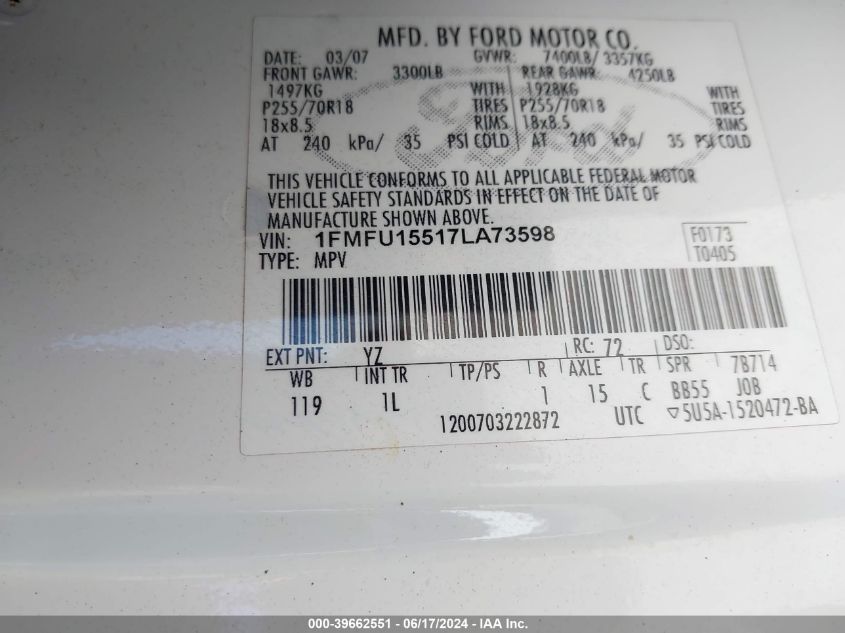 MFD. BY FORD MOTOR CO.
DATE: 03/07 GVWR: 7400LB/ 3357KG
FRONT GAWR: 3300LB REAR GAWR: 4250LB
1497KG WITH 1928KG WITH
P255/70R18 TIRES P255/70R18 TIRES
18x8.5 RIMS 18x8.5 RIMS
AT 240 kPa/ 35 PSI COLD AT 240 kPa/ 35 PSI COLD
Ford
THIS VEHICLE CONFORMS TO ALL APPLICABLE FEDERAL MOTOR
VEHICLE SAFETY STANDARDS IN EFFECT ON THE DATE OF
MANUFACTURE SHOWN ABOVE.
VIN: 1FMFU15517LA73598 F0173
TYPE: MPV T0405
EXT PNT: YZ RC: 72 DSO:
WB INT TR TP/PS R AXLE TR SPR 7B714
119 1L 1 15 C BB55 JOB
1200703222872 UTC ▽5U5A-1520472-BA
000-39662551 - 06/17/2024 - IAA Inc.